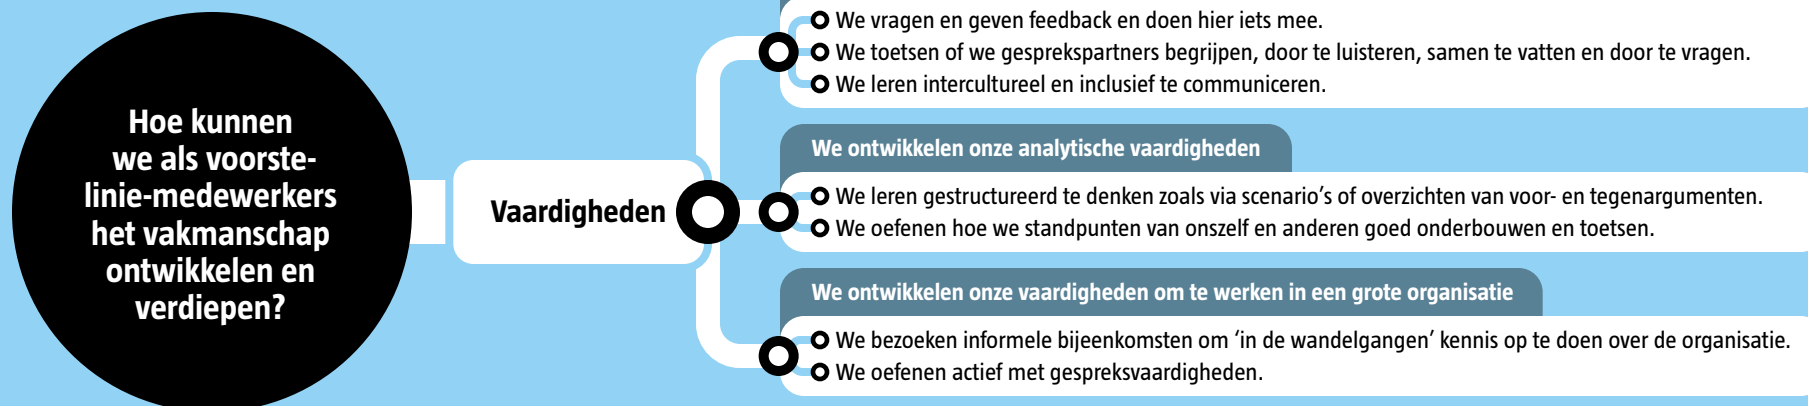 Hoe kunnen
we als voorste-
linie-medewerkers
het vakmanschap
ontwikkelen en
verdiepen?
Vaardigheden
We vragen en geven feedback en doen hier iets mee.
We toetsen of we gesprekspartners begrijpen, door te luisteren, samen te vatten en door te vragen.
We leren intercultureel en inclusief te communiceren.
We ontwikkelen onze analytische vaardigheden
We leren gestructureerd te denken zoals via scenario’s of overzichten van voor- en tegenargumenten.
We oefenen hoe we standpunten van onszelf en anderen goed onderbouwen en toetsen.
We ontwikkelen onze vaardigheden om te werken in een grote organisatie
We bezoeken informele bijeenkomsten om ‘in de wandelgangen’ kennis op te doen over de organisatie.
We oefenen actief met gespreksvaardigheden.